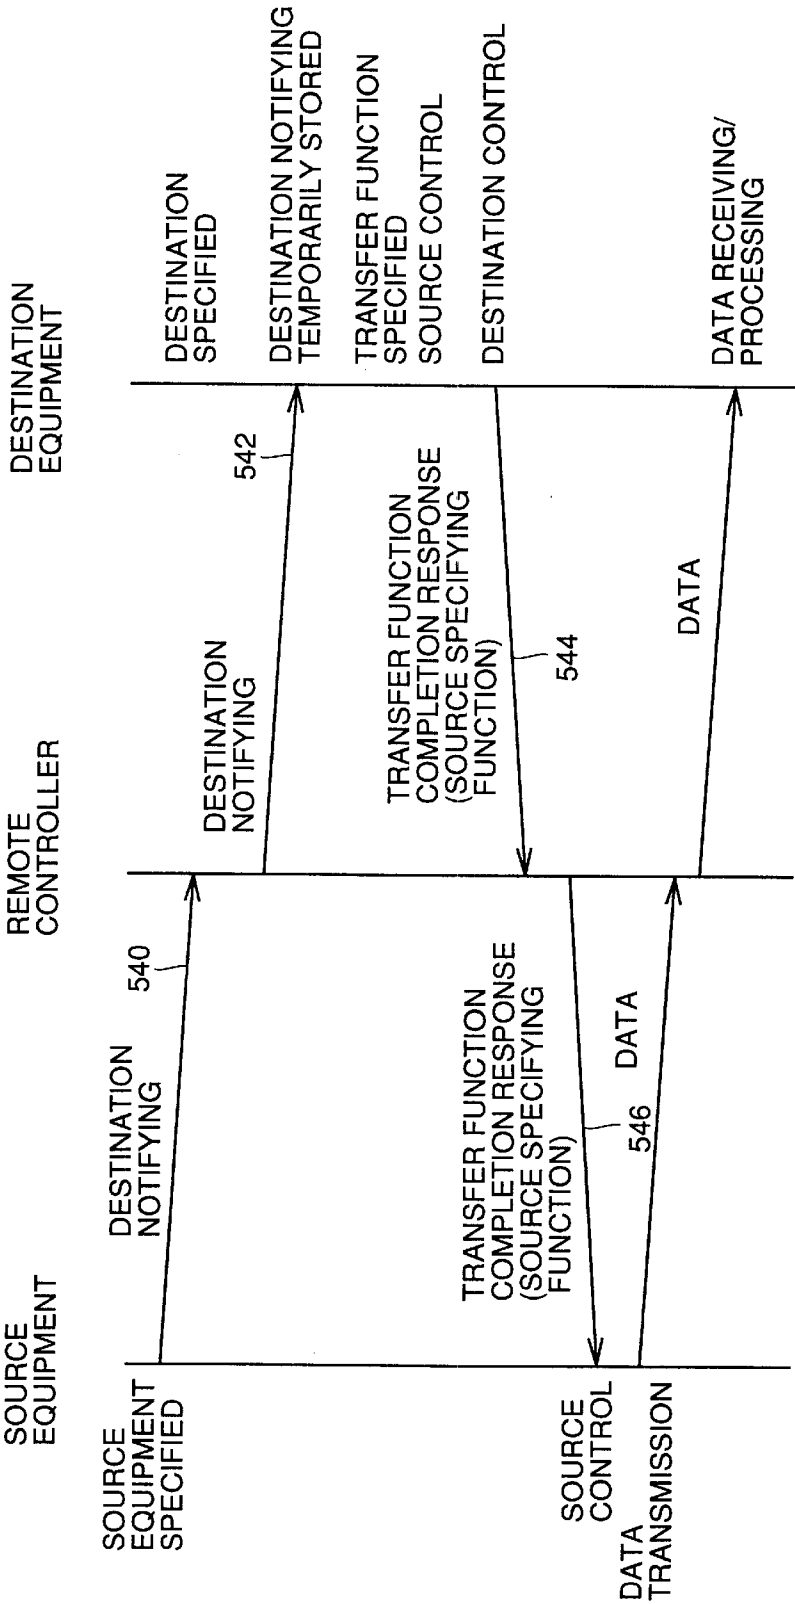 SOURCE
EQUIPMENT
REMOTE
CONTROLLER
DESTINATION
EQUIPMENT
SOURCE
EQUIPMENT
SPECIFIED
DESTINATION
NOTIFYING
540
DESTINATION
SPECIFIED
DESTINATION
NOTIFYING
542
DESTINATION NOTIFYING
TEMPORARILY STORED
TRANSFER FUNCTION
SPECIFIED
SOURCE CONTROL
DESTINATION CONTROL
TRANSFER FUNCTION
COMPLETION RESPONSE
(SOURCE SPECIFYING
FUNCTION)
544
TRANSFER FUNCTION
COMPLETION RESPONSE
(SOURCE SPECIFYING
FUNCTION)
546
SOURCE
CONTROL
DATA
TRANSMISSION
DATA
DATA
DATA RECEIVING/
PROCESSING